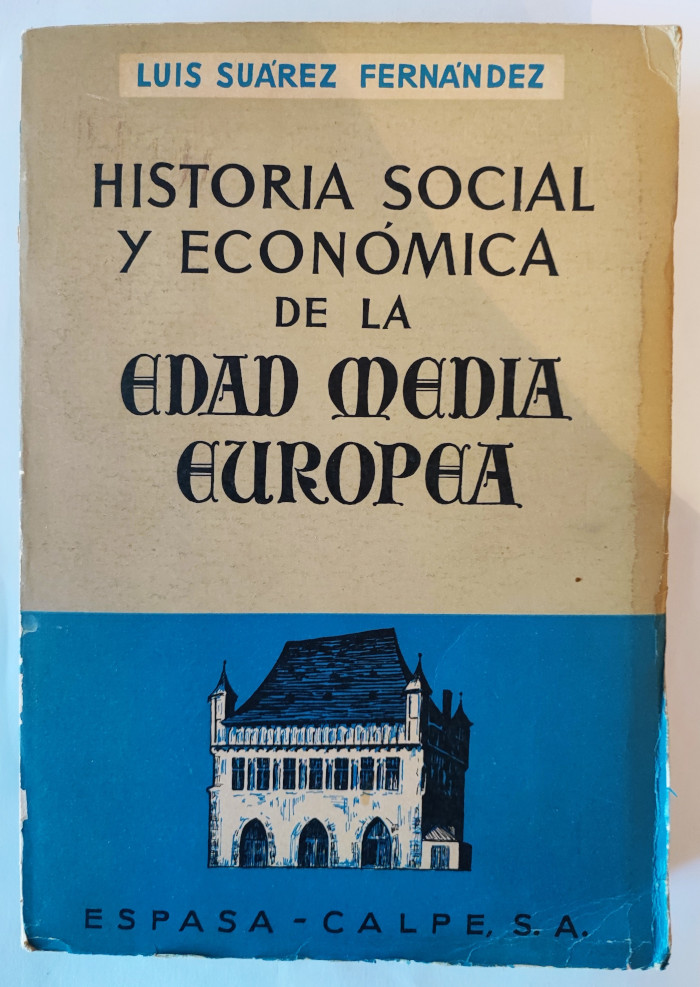 LUIS SUÁREZ FERNÁNDEZ
HISTORIA SOCIAL
Y ECONÓMICA
DE LA
EDAD MEDIA
EUROPEA
ESPASA - CALPE, S. A.